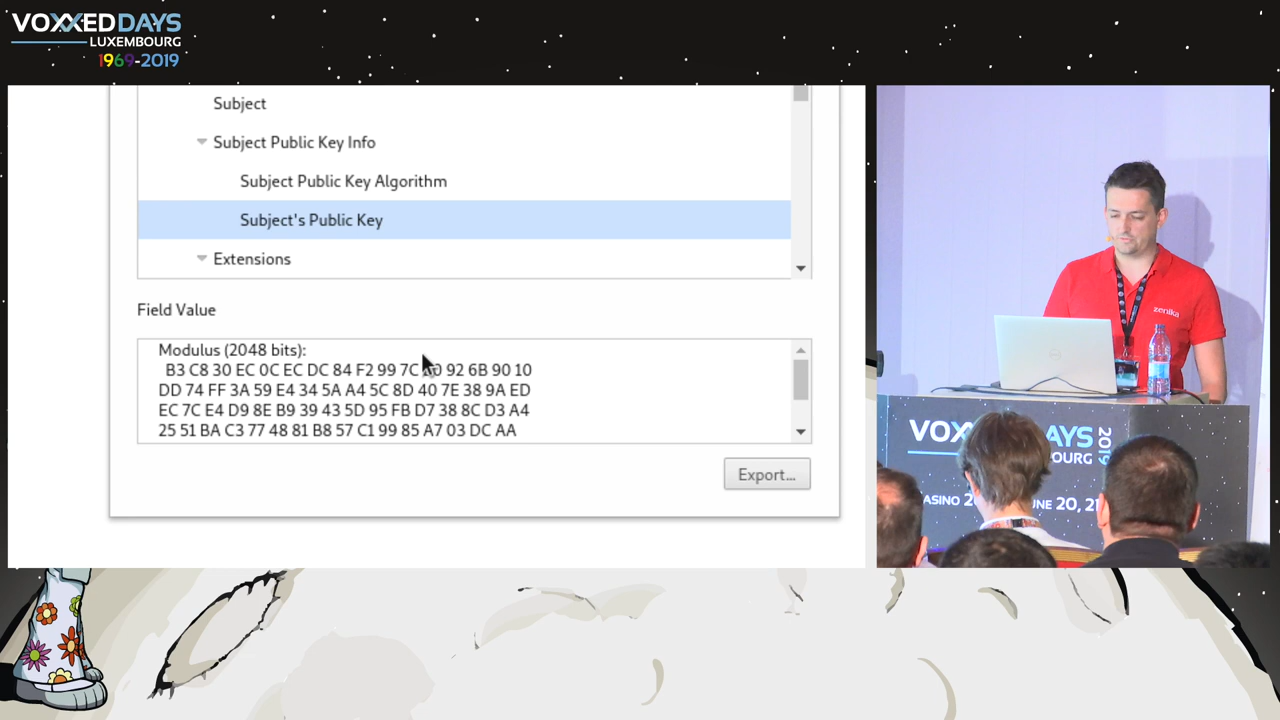 VOXXED DAYS
LUXEMBOURG
1969-2019
Subject
Subject Public Key Info
Subject Public Key Algorithm
Subject's Public Key
Extensions
Field Value
Modulus (2048 bits):
B3 C8 30 EC 0C EC DC 84 F2 99 7C 92 6B 90 10
DD 74 FF 3A 59 E4 34 5A A4 5C 8D 40 7E 38 9A ED
EC 7C E4 D9 8E B9 39 43 5D 95 FB D7 38 8C D3 A4
25 51 BA C3 77 48 81 B8 57 C1 99 85 A7 03 DC AA
Export...
zenika
DELL
VOX AYS 2019
OURG
ASINO 2 UNE 20, 21